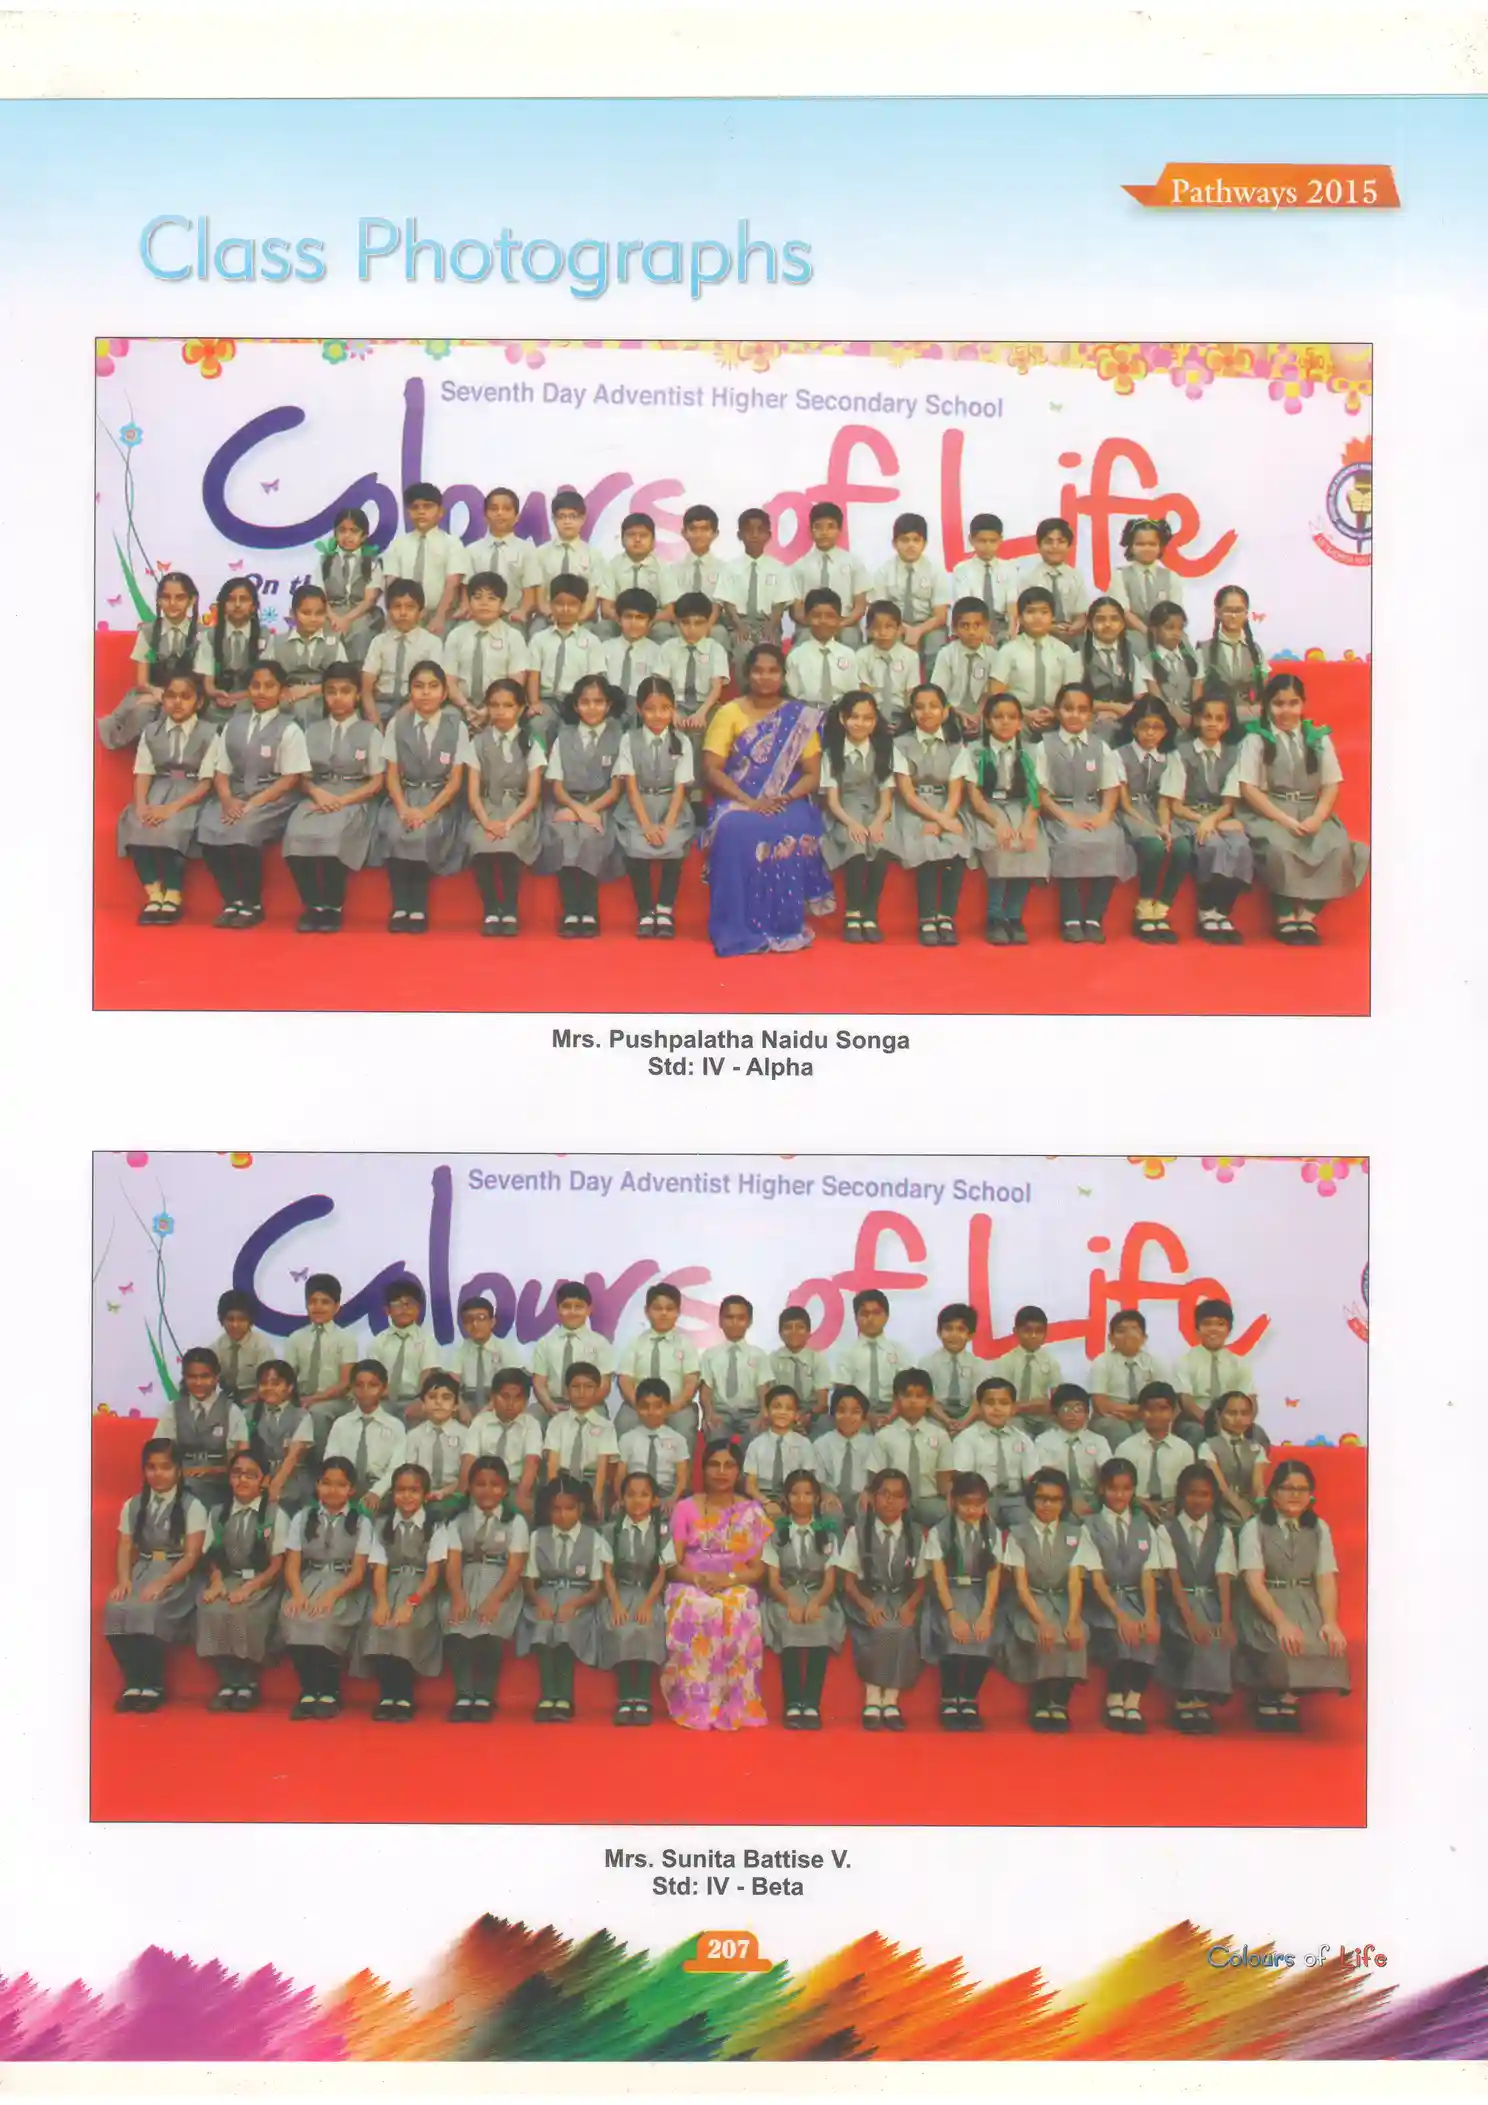 Pathways 2015
Class Photographs
Seventh Day Adventist Higher Secondary School
Colours of Life
On th
Mrs. Pushpalatha Naidu Songa
Std: IV - Alpha
Seventh Day Adventist Higher Secondary School
Colours of Life
Mrs. Sunita Battise V.
Std: IV - Beta
207
Colours of Life